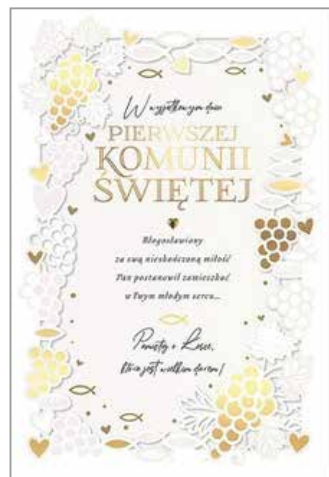 W wyjątkowym dniu
PIERWSZEJ
KOMUNII
ŚWIĘTEJ
Błogosławiony
za swą nieskończoną miłość
Pan postanowił zamieszkać
w Twym młodym sercu...
Pamiętaj o Łasce,
która jest wielkim darem!